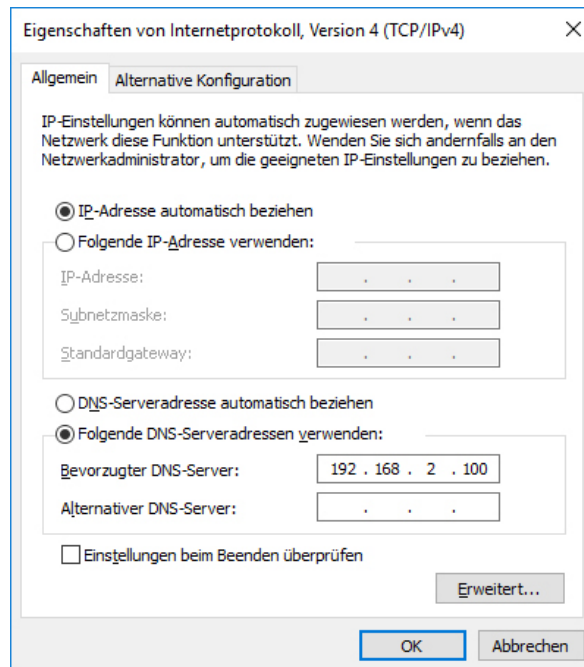 Eigenschaften von Internetprotokoll, Version 4 (TCP/IPv4)
Allgemein
Alternative Konfiguration
IP-Einstellungen können automatisch zugewiesen werden, wenn das
Netzwerk diese Funktion unterstützt. Wenden Sie sich andernfalls an den
Netzwerkadministrator, um die geeigneten IP-Einstellungen zu beziehen.
IP-Adresse automatisch beziehen
Folgende IP-Adresse verwenden:
IP-Adresse: . . .
Subnetzmaske: . . .
Standardgateway: . . .
DNS-Serveradresse automatisch beziehen
Folgende DNS-Serveradressen verwenden:
Bevorzugter DNS-Server: 192 . 168 . 2 . 100
Alternativer DNS-Server: . . .
Einstellungen beim Beenden überprüfen
Erweitert...
OK Abbrechen